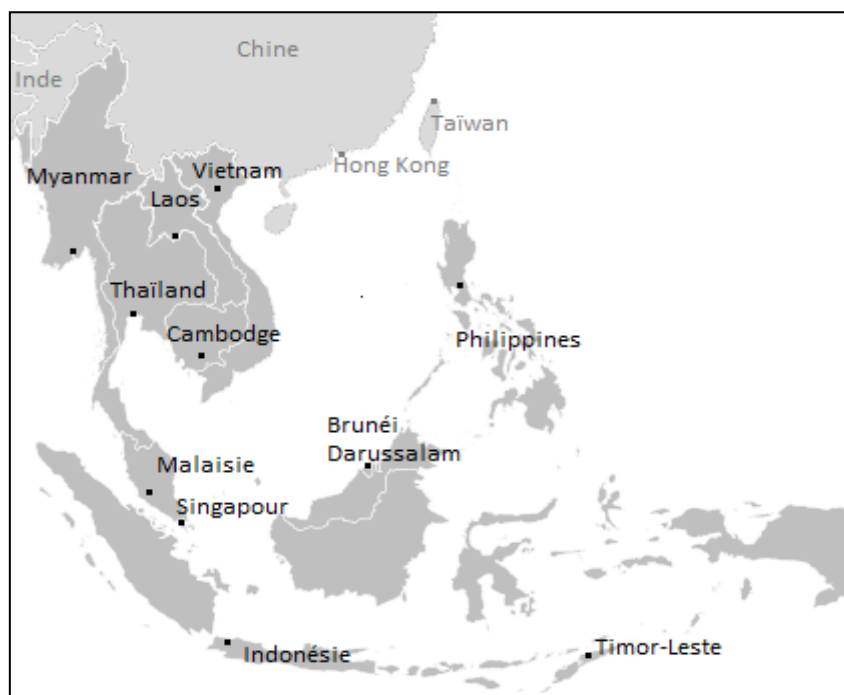 Chine
Inde
Taïwan
Hong Kong
Vietnam
Myanmar
Laos
Thaïland
Cambodge
Philippines
Brunéi
Darussalam
Malaisie
Singapour
Indonésie
Timor-Leste